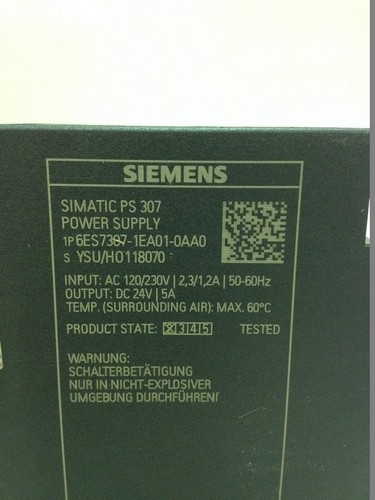 SIEMENS
SIMATIC PS 307
POWER SUPPLY
1P 6ES7307-1EA01-0AA0
S YSU/HO118070
INPUT: AC 120/230V | 2,3/1,2A | 50-60Hz
OUTPUT: DC 24V | 5A
TEMP. (SURROUNDING AIR): MAX. 60°C
PRODUCT STATE: X 3 4 5 TESTED
WARNUNG:
SCHALTERBETÄTIGUNG
NUR IN NICHT-EXPLOSIVER
UMGEBUNG DURCHFÜHREN!